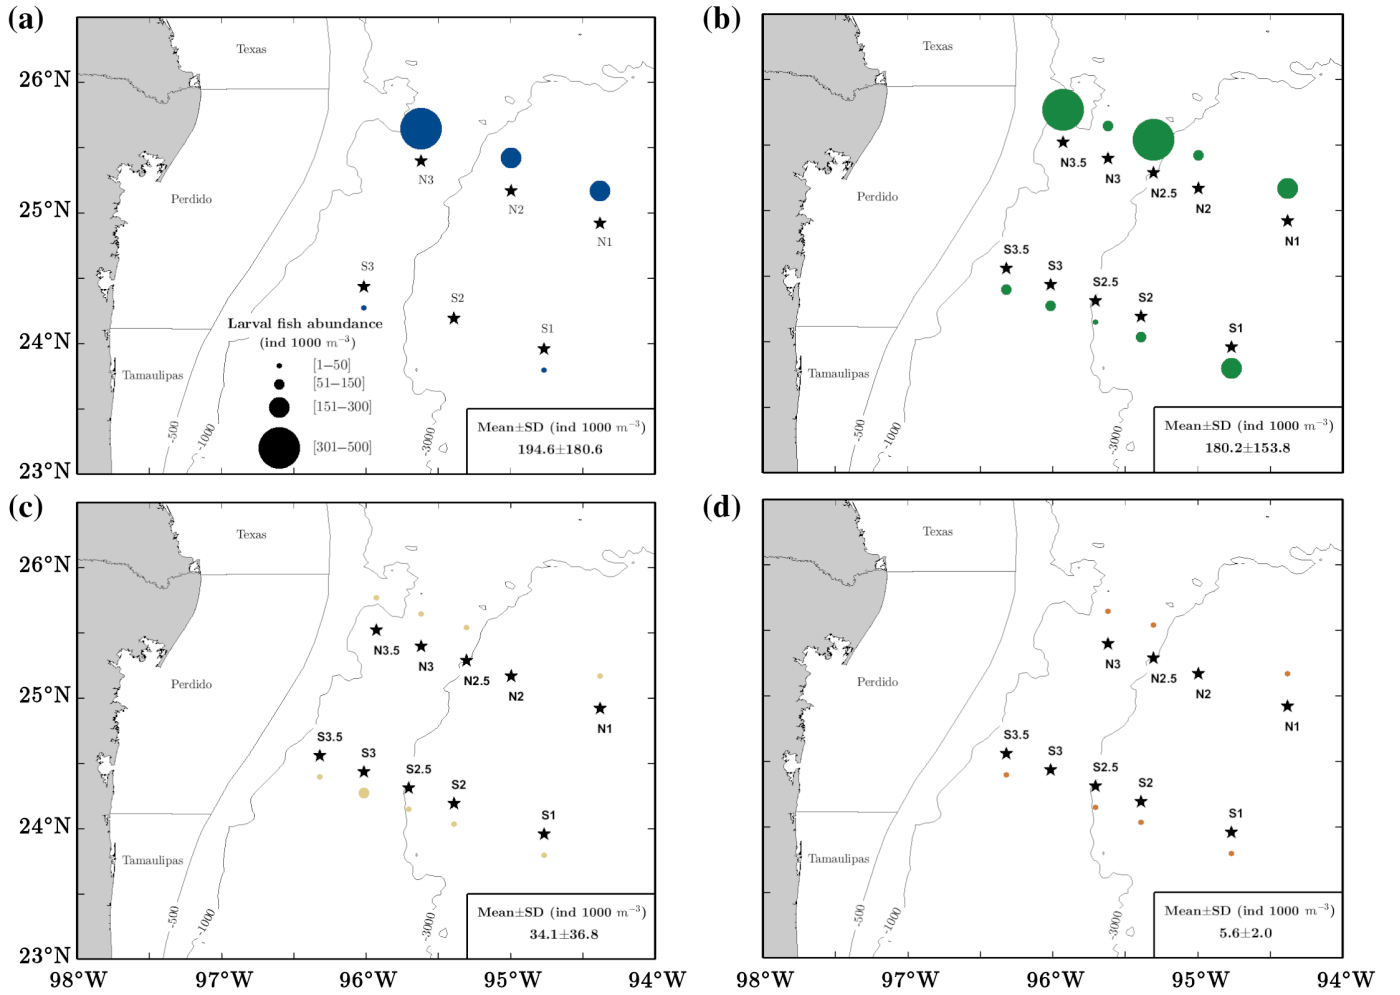 (a)
26°N
25°N
24°N
23°N
Texas
Perdido
Tamaulipas
N3
N2
N1
S3
S2
S1
Larval fish abundance
(ind 1000 m⁻³)
[1–50]
[51–150]
[151–300]
[301–500]
-500
-1000
-3000
Mean±SD (ind 1000 m⁻³)
194.6±180.6
(b)
Texas
Perdido
Tamaulipas
N3.5
N3
N2.5
N2
N1
S3.5
S3
S2.5
S2
S1
-500
-1000
-3000
Mean±SD (ind 1000 m⁻³)
180.2±153.8
(c)
26°N
25°N
24°N
23°N
Texas
Perdido
Tamaulipas
N3.5
N3
N2.5
N2
N1
S3.5
S3
S2.5
S2
S1
-500
-1000
-3000
Mean±SD (ind 1000 m⁻³)
34.1±36.8
98°W 97°W 96°W 95°W 94°W
(d)
Texas
Perdido
Tamaulipas
N3
N2.5
N2
N1
S3.5
S3
S2.5
S2
S1
-500
-1000
-3000
Mean±SD (ind 1000 m⁻³)
5.6±2.0
98°W 97°W 96°W 95°W 94°W